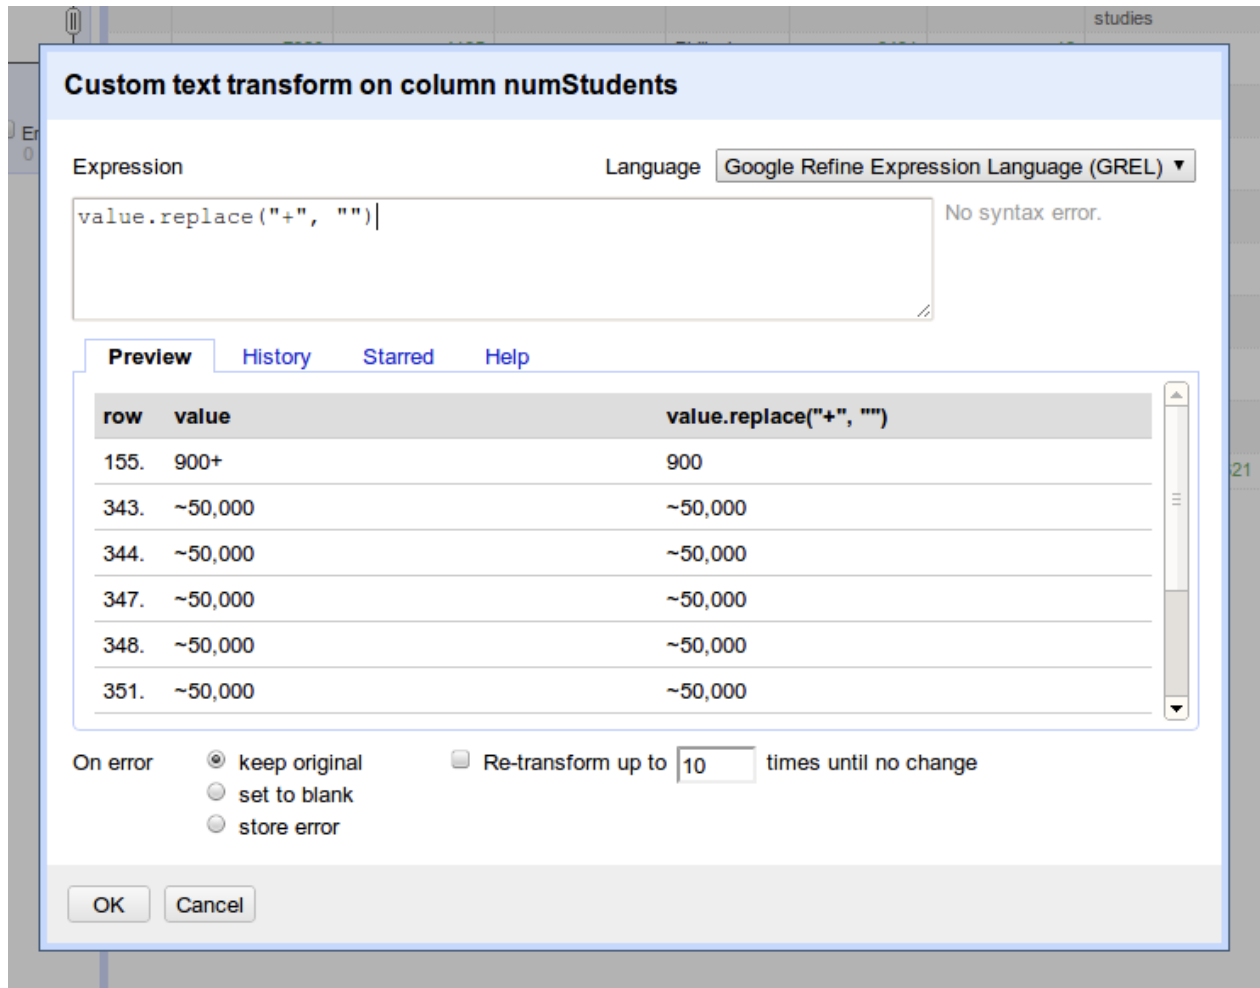 studies
Custom text transform on column numStudents
Er
0
Expression Language Google Refine Expression Language (GREL)
value.replace("+", "") No syntax error.
Preview History Starred Help
row value value.replace("+", "")
155. 900+ 900
21
343. ~50,000 ~50,000
344. ~50,000 ~50,000
347. ~50,000 ~50,000
348. ~50,000 ~50,000
351. ~50,000 ~50,000
On error keep original Re-transform up to 10 times until no change
set to blank
store error
OK Cancel